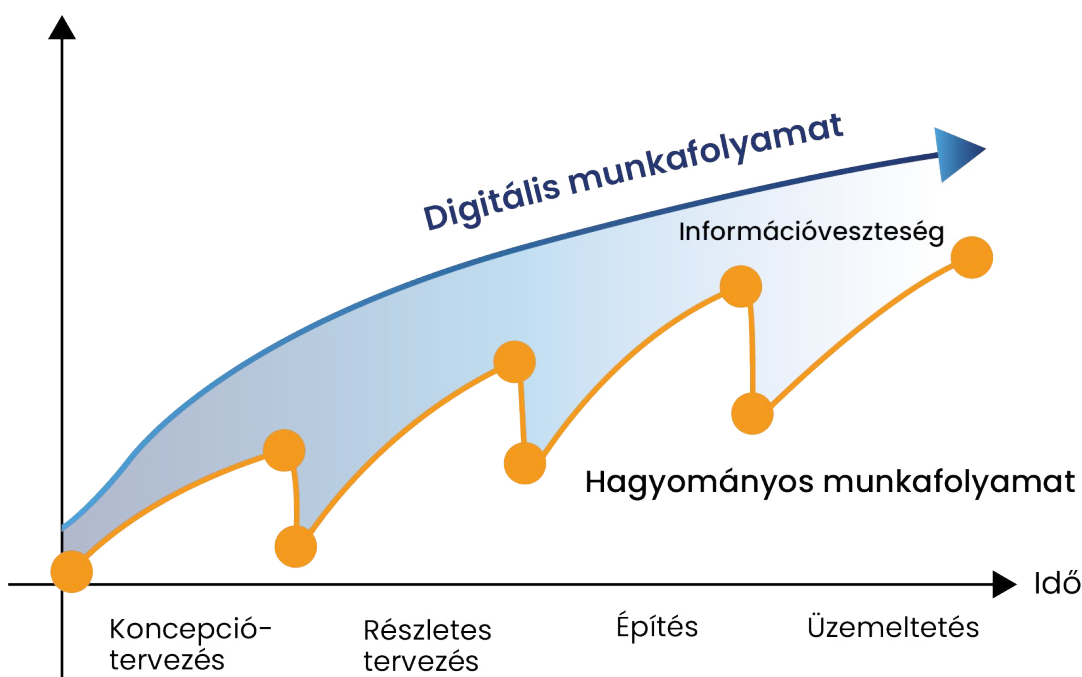 Digitális munkafolyamat
Információveszteség
Hagyományos munkafolyamat
Idő
Koncepció-
tervezés
Részletes
tervezés
Építés
Üzemeltetés